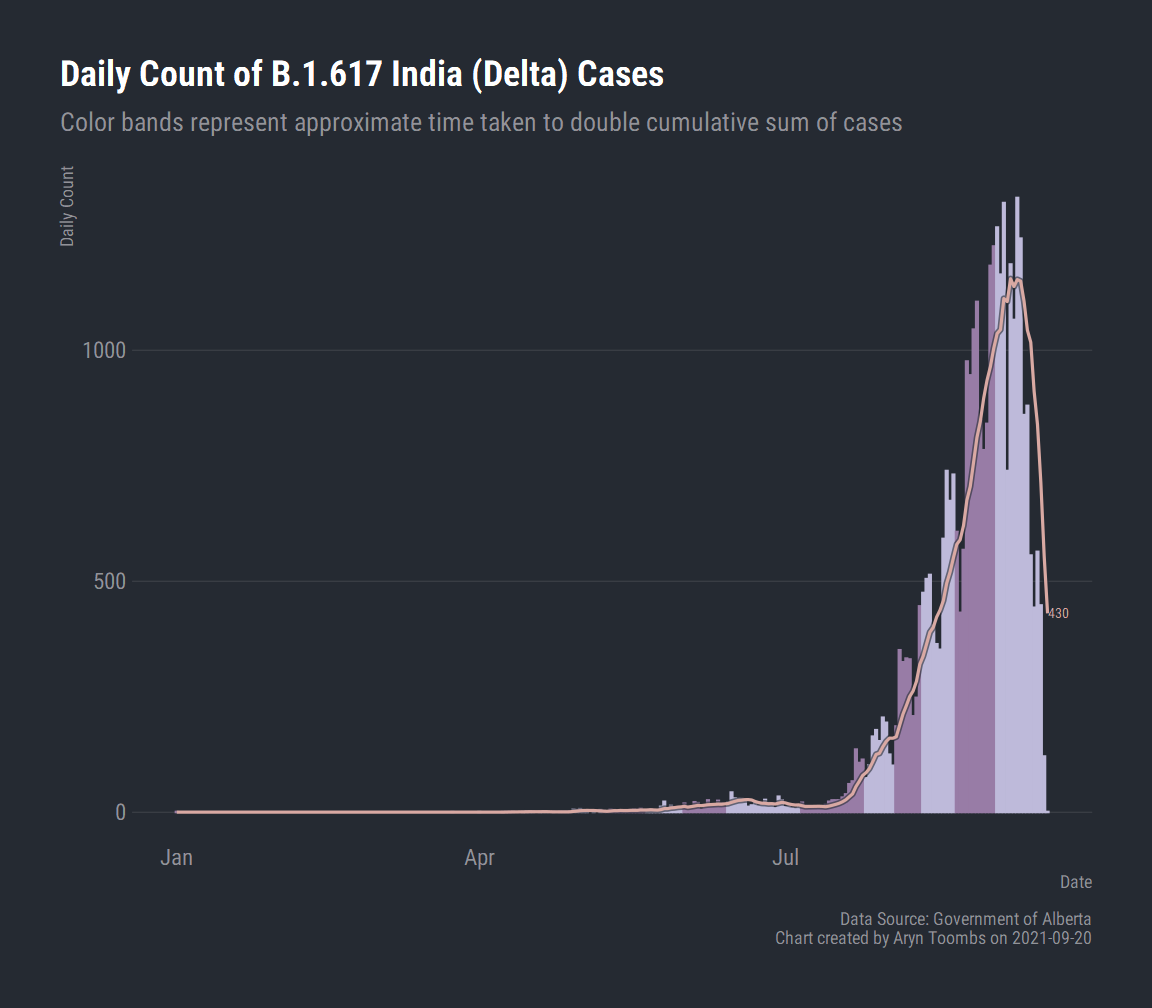 Daily Count of B.1.617 India (Delta) Cases
Color bands represent approximate time taken to double cumulative sum of cases
Daily Count
1000
500
430
0
Jan Apr Jul
Date
Data Source: Government of Alberta
Chart created by Aryn Toombs on 2021-09-20